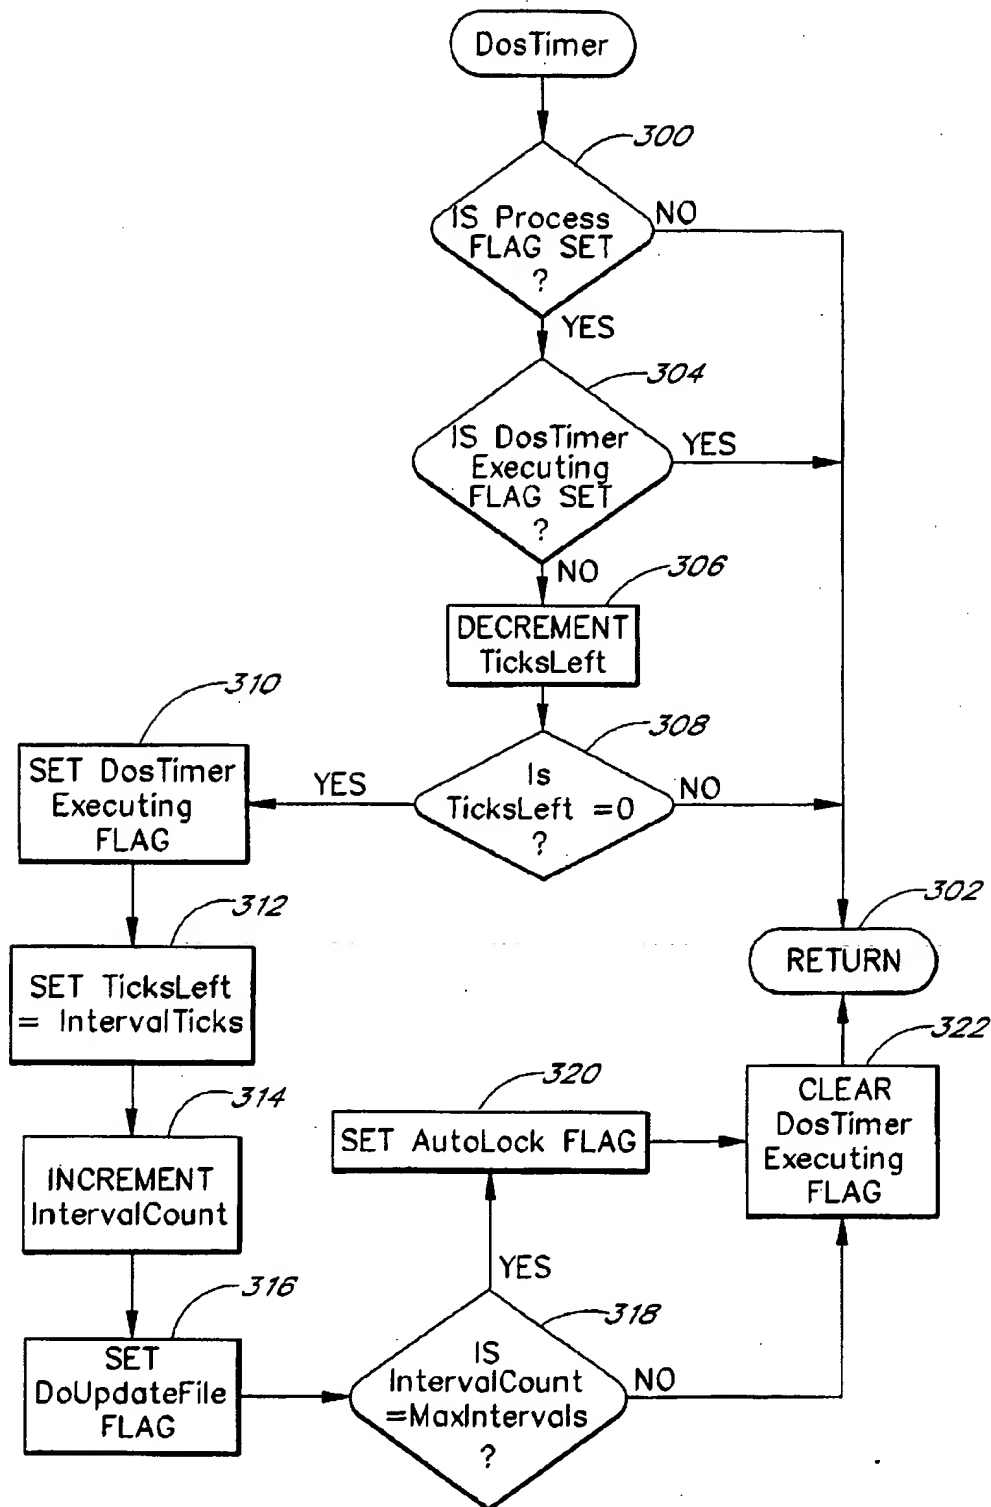 DosTimer
300
IS Process
FLAG SET
?
NO
YES
304
IS DosTimer
Executing
FLAG SET
?
YES
NO
306
DECREMENT
TicksLeft
308
Is
TicksLeft =0
?
YES
NO
310
SET DosTimer
Executing
FLAG
312
SET TicksLeft
= IntervalTicks
314
INCREMENT
IntervalCount
316
SET
DoUpdateFile
FLAG
318
IS
IntervalCount
=MaxIntervals
?
YES
NO
320
SET AutoLock FLAG
322
CLEAR
DosTimer
Executing
FLAG
302
RETURN